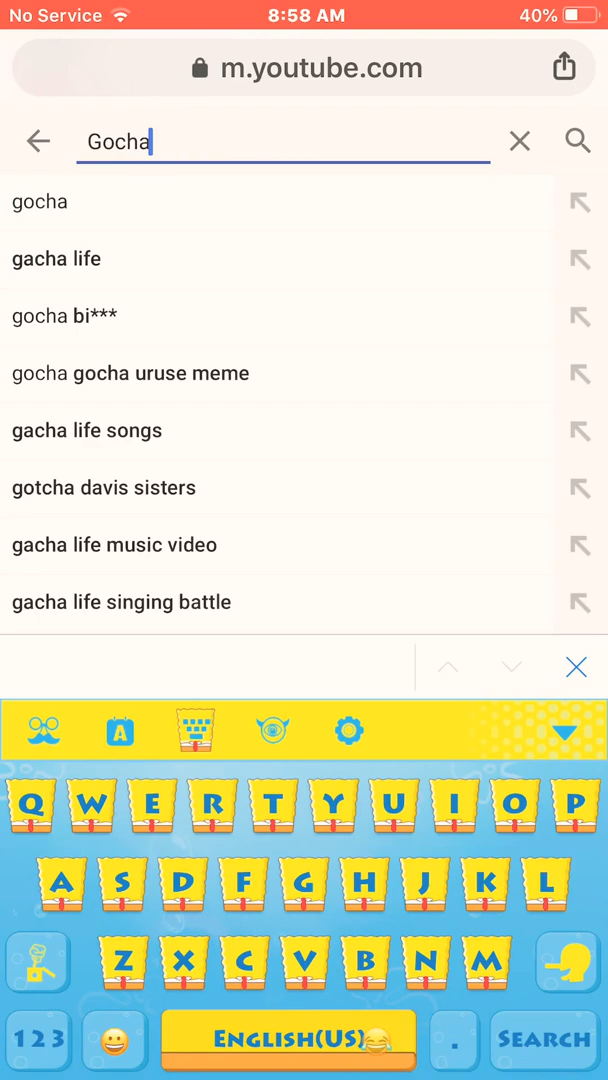 No Service 8:58 AM 40%
m.youtube.com
Gocha
gocha
gacha life
gocha bi***
gocha gocha uruse meme
gacha life songs
gotcha davis sisters
gacha life music video
gacha life singing battle
A
Q W E R T Y U I O P
A S D F G H J K L
Z X C V B N M
123 English(US) . Search